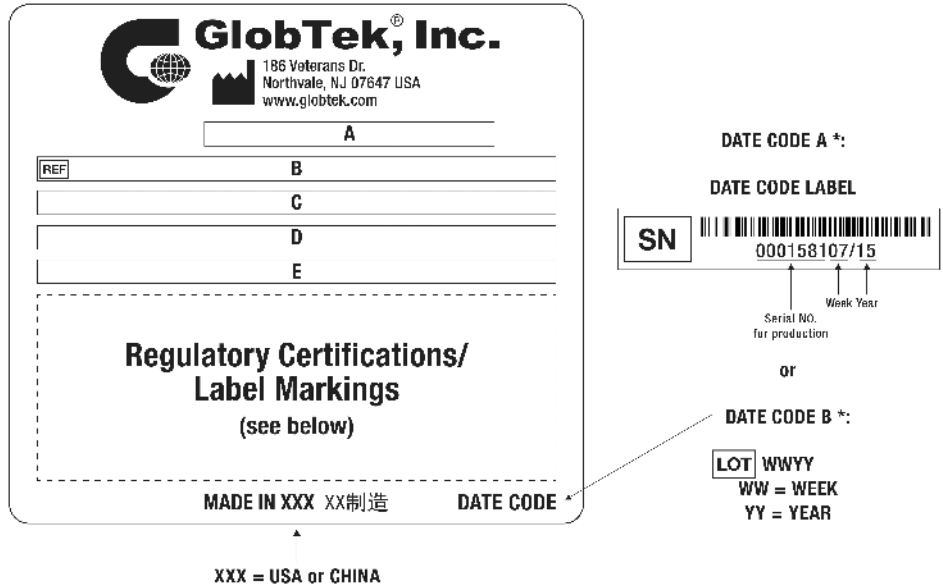 GlobTek,® Inc.
186 Veterans Dr.
Northvale, NJ 07647 USA
www.globtek.com
A
REF B
C
D
E
Regulatory Certifications/
Label Markings
(see below)
MADE IN XXX XX制造 DATE CODE
XXX = USA or CHINA
DATE CODE A *:
DATE CODE LABEL
SN
000158107/15
Week Year
Serial NO.
for production
or
DATE CODE B *:
LOT WWYY
WW = WEEK
YY = YEAR